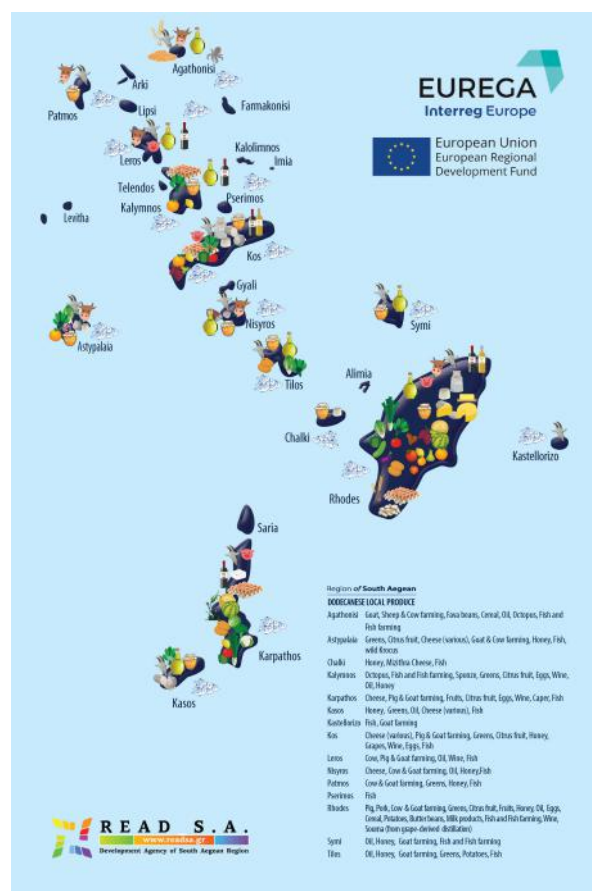 EUREGA
Interreg Europe
European Union
European Regional
Development Fund
Agathonisi
Arki
Patmos
Lipsi
Farmakonisi
Leros
Kalolimnos
Imia
Telendos
Kalymnos
Pserimos
Levitha
Kos
Gyali
Nisyros
Astypalaia
Symi
Tilos
Alimia
Chalki
Kastellorizo
Rhodes
Saria
Karpathos
Kasos
Region of South Aegean
DODECANESE LOCAL PRODUCE
Agathonisi Goat, Sheep & Cow farming, Fava beans, Cereal, Oil, Octopus, Fish and
Fish farming
Astypalaia Greens, Citrus fruit, Cheese (various), Goat & Cow farming, Honey, Fish,
wild Krocus
Chalki Honey, Mizithra Cheese, Fish
Kalymnos Octopus, Fish and Fish farming, Sponze, Greens, Citrus fruit, Eggs, Wine,
Oil, Honey
Karpathos Cheese, Pig & Goat farming, Fruits, Citrus fruit, Eggs, Wine, Caper, Fish
Kasos Honey, Greens, Oil, Cheese (various), Fish
Kastellorizo Fish, Goat farming
Kos Cheese (various), Pig & Goat farming, Greens, Citrus fruit, Honey,
Grapes, Wine, Eggs, Fish
Leros Cow, Pig & Goat farming, Oil, Wine, Fish
Nisyros Cheese, Cow & Goat farming, Oil, Honey,Fish
Patmos Cow & Goat farming, Greens, Honey, Fish
Pserimos Fish
Rhodes Pig, Pork, Cow & Goat farming, Greens, Citrus fruit, Fruits, Honey, Oil, Eggs,
Cereal, Potatoes, Butter beans, Milk products, Fish and Fish farming, Wine,
Souma (from grape-derived distillation)
Symi Oil, Honey, Goat farming, Fish and Fish farming
Tilos Oil, Honey, Goat farming, Greens, Potatoes, Fish
READ S.A.
www.readsa.gr
Development Agency of South Aegean Region